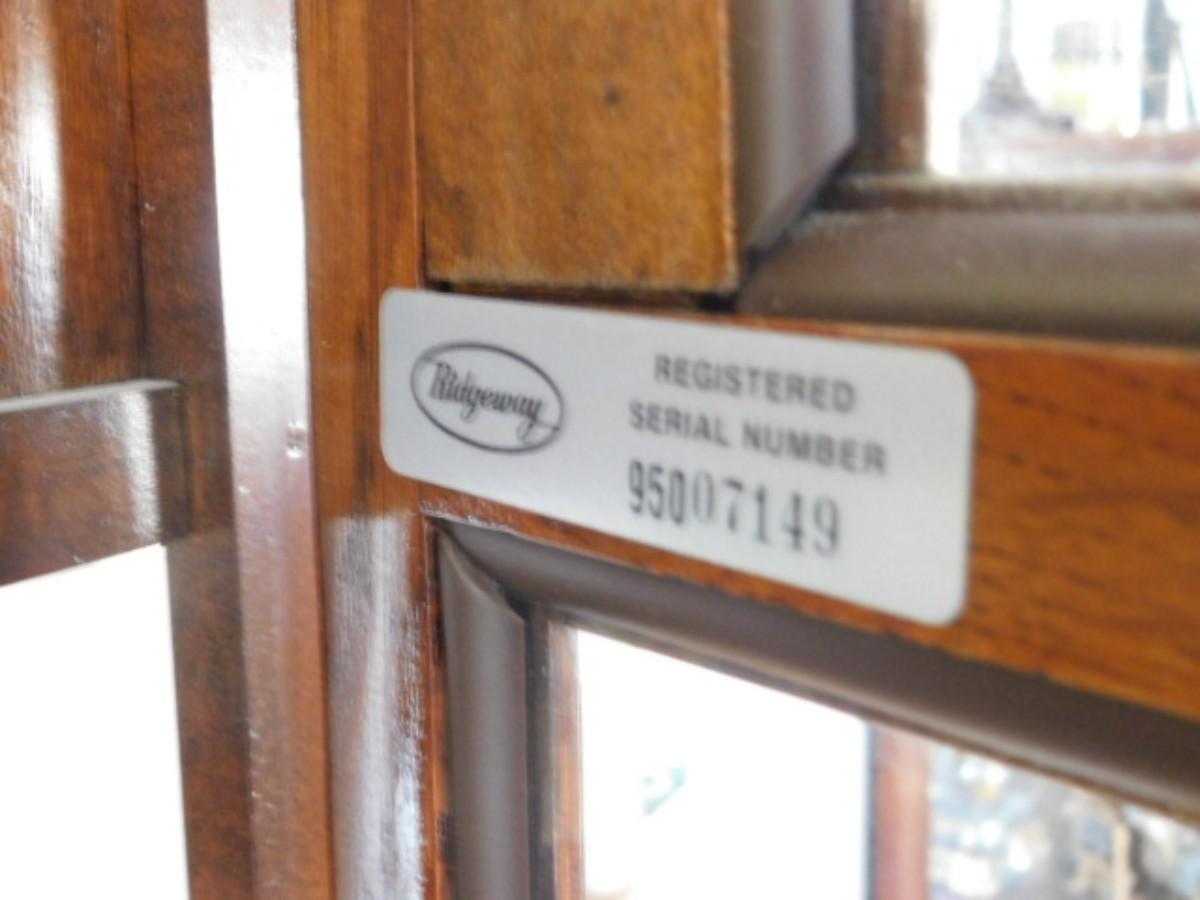 Ridgeway
REGISTERED
SERIAL NUMBER
95007149